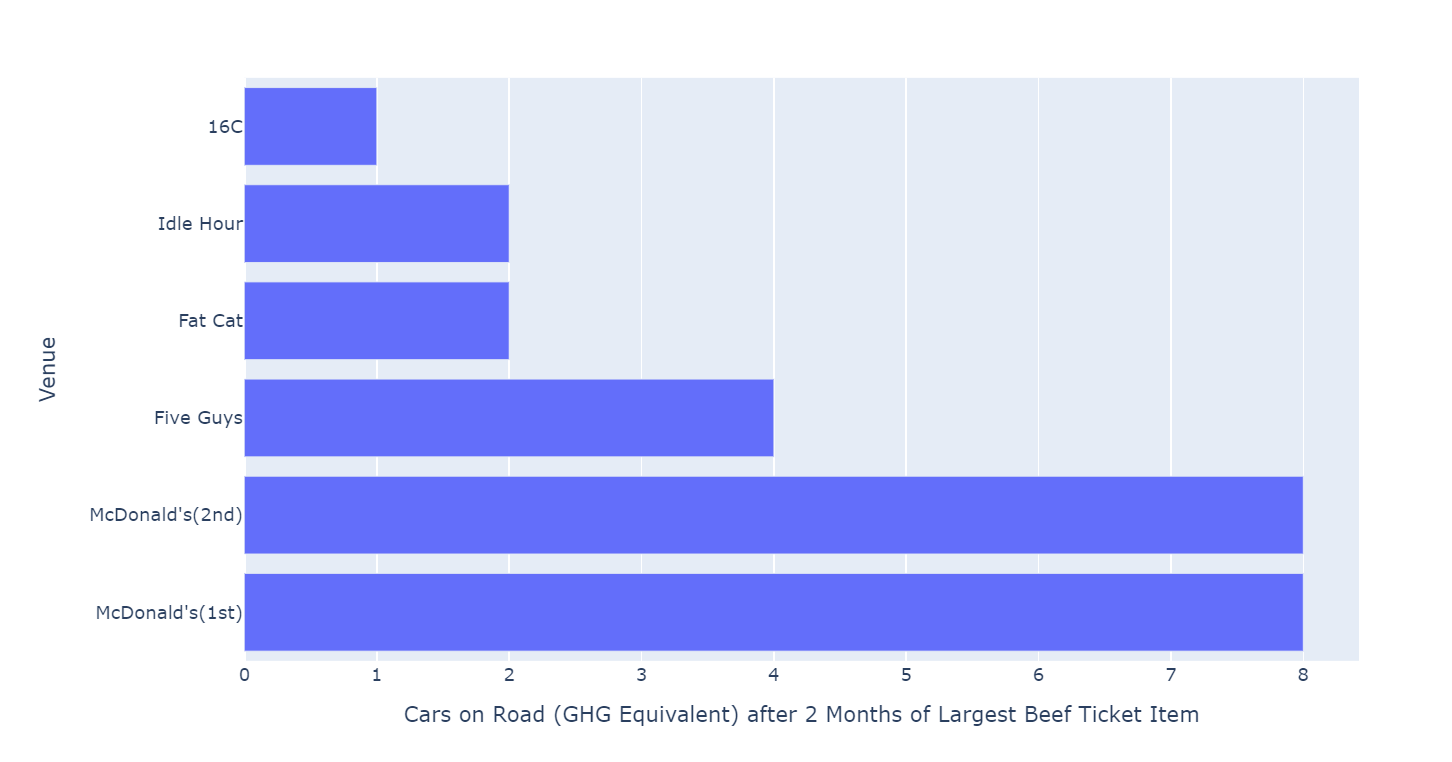 16C
Idle Hour
Fat Cat
Five Guys
McDonald's(2nd)
McDonald's(1st)
Venue
0 1 2 3 4 5 6 7 8
Cars on Road (GHG Equivalent) after 2 Months of Largest Beef Ticket Item